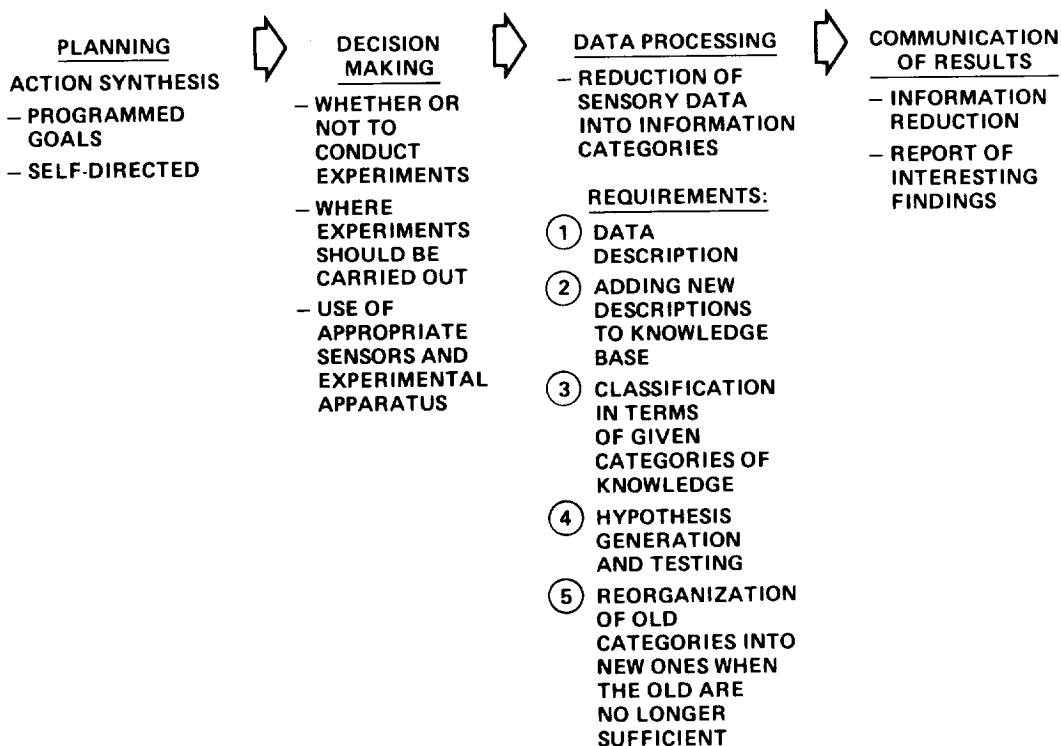 PLANNING
ACTION SYNTHESIS
– PROGRAMMED
GOALS
– SELF-DIRECTED
DECISION
MAKING
– WHETHER OR
NOT TO
CONDUCT
EXPERIMENTS
– WHERE
EXPERIMENTS
SHOULD BE
CARRIED OUT
– USE OF
APPROPRIATE
SENSORS AND
EXPERIMENTAL
APPARATUS
DATA PROCESSING
– REDUCTION OF
SENSORY DATA
INTO INFORMATION
CATEGORIES
REQUIREMENTS:
1 DATA
DESCRIPTION
2 ADDING NEW
DESCRIPTIONS
TO KNOWLEDGE
BASE
3 CLASSIFICATION
IN TERMS
OF GIVEN
CATEGORIES OF
KNOWLEDGE
4 HYPOTHESIS
GENERATION
AND TESTING
5 REORGANIZATION
OF OLD
CATEGORIES INTO
NEW ONES WHEN
THE OLD ARE
NO LONGER
SUFFICIENT
COMMUNICATION
OF RESULTS
– INFORMATION
REDUCTION
– REPORT OF
INTERESTING
FINDINGS